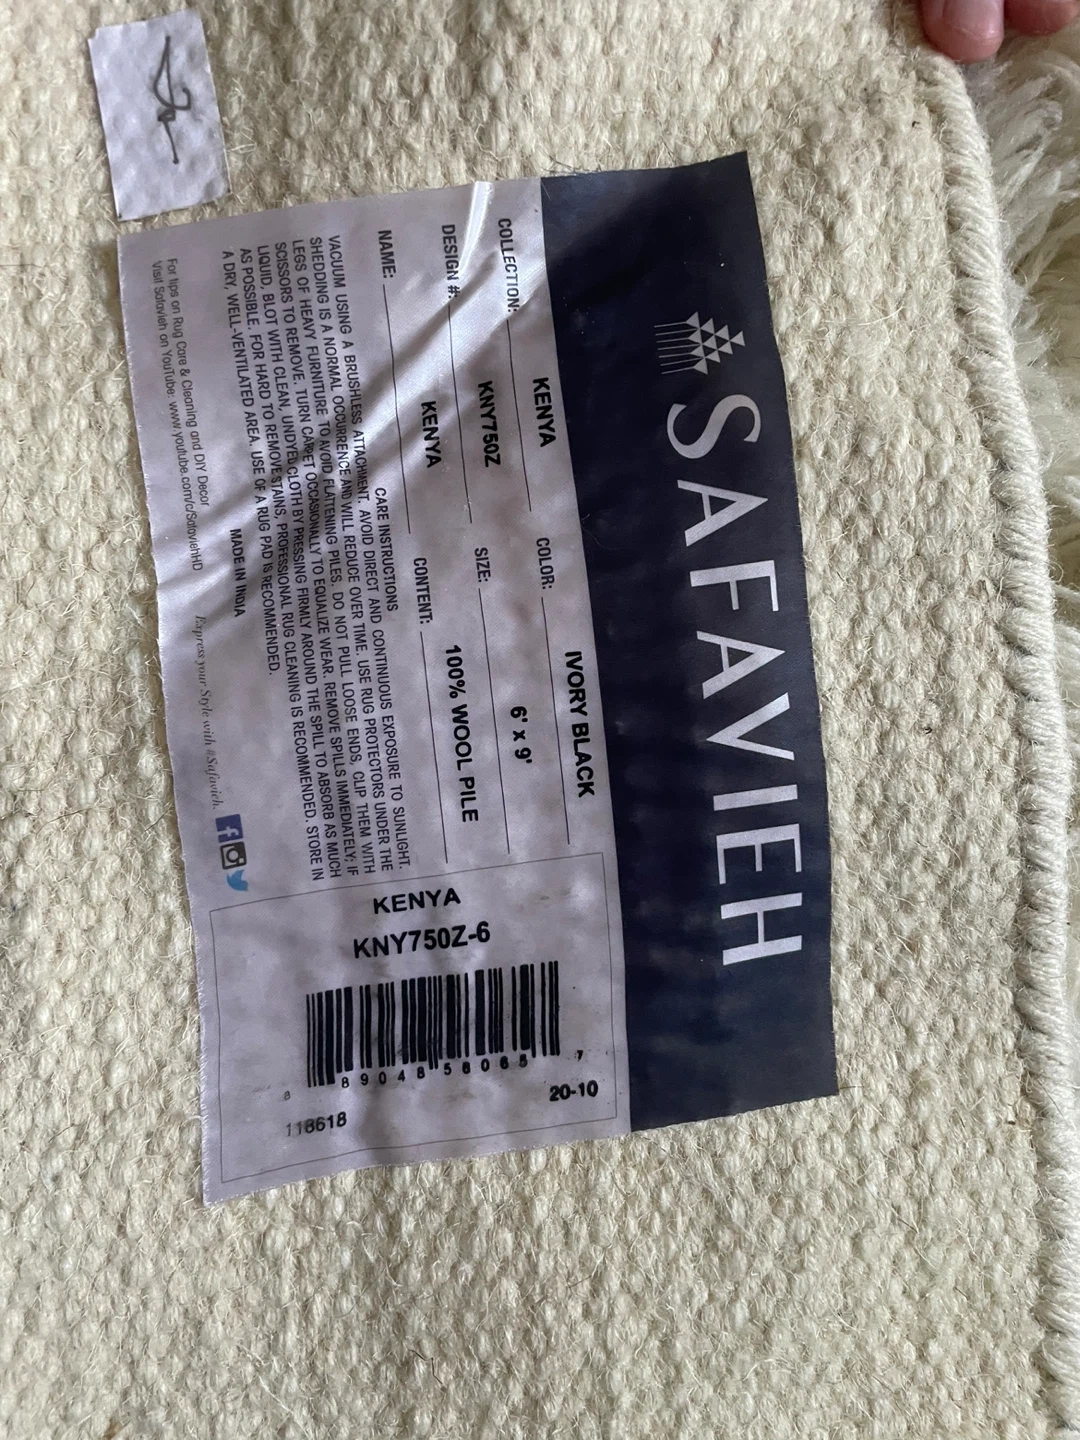 SAFAVIEH
COLLECTION: KENYA COLOR: IVORY BLACK
DESIGN #: KNY750Z SIZE: 6' x 9'
NAME: KENYA CONTENT: 100% WOOL PILE
CARE INSTRUCTIONS
VACUUM USING A BRUSHLESS ATTACHMENT. AVOID DIRECT AND CONTINUOUS EXPOSURE TO SUNLIGHT.
SHEDDING IS A NORMAL OCCURRENCE AND WILL REDUCE OVER TIME. USE RUG PROTECTORS UNDER THE
LEGS OF HEAVY FURNITURE TO AVOID FLATTENING PILES. DO NOT PULL LOOSE ENDS, CLIP THEM WITH
SCISSORS TO REMOVE. TURN CARPET OCCASIONALLY TO EQUALIZE WEAR. REMOVE SPILLS IMMEDIATELY: IF
LIQUID, BLOT WITH CLEAN, UNDYED CLOTH BY PRESSING FIRMLY AROUND THE SPILL TO ABSORB AS MUCH
AS POSSIBLE. FOR HARD TO REMOVE STAINS, PROFESSIONAL RUG CLEANING IS RECOMMENDED. STORE IN
A DRY, WELL-VENTILATED AREA. USE OF A RUG PAD IS RECOMMENDED.
MADE IN INDIA
For tips on Rug Care & Cleaning and DIY Decor
Visit Safavieh on YouTube: www.youtube.com/c/SafaviehHD
Express your Style with #Safavieh.
KENYA
KNY750Z-6
8 89048 58065 7
20-10
118618